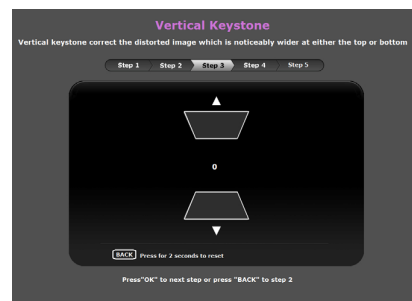 Vertical Keystone
Vertical keystone correct the distorted image which is noticeably wider at either the top or bottom
Step 1 Step 2 Step 3 Step 4 Step 5
0
BACK Press for 2 seconds to reset
Press"OK" to next step or press "BACK" to step 2